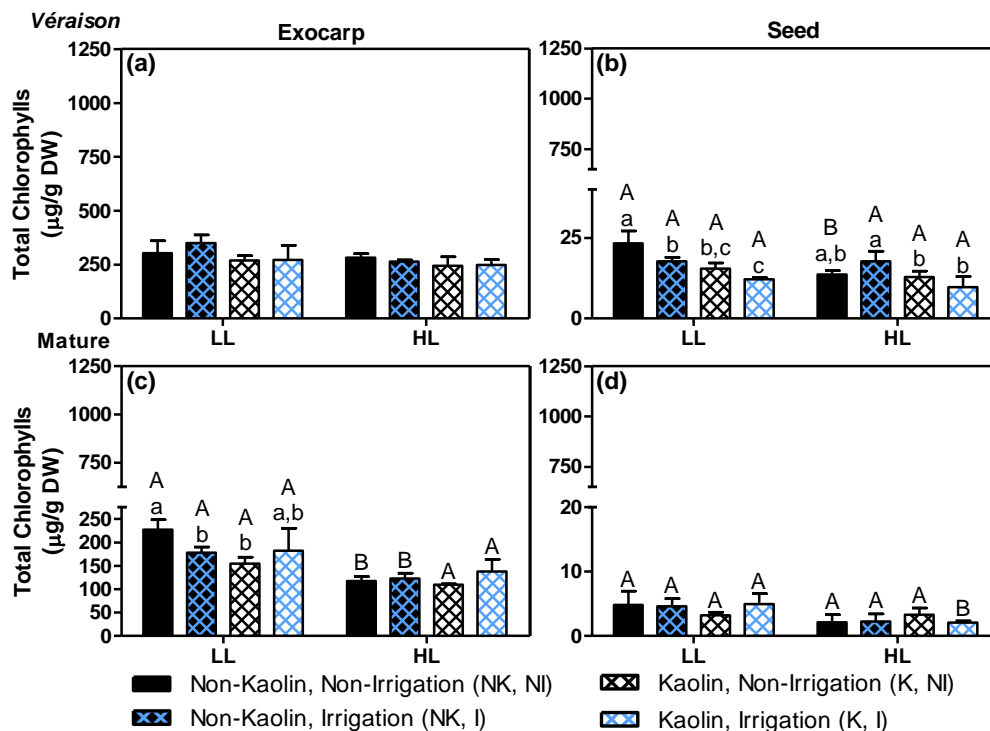 Véraison
Exocarp
Seed
Total Chlorophylls
(µg/g DW)
(a)
1250
1000
750
500
250
0
LL
HL
(b)
1250
1000
750
25
0
A A A A B A A A
a b b,c c a,b a b b
LL
HL
Mature
Total Chlorophylls
(µg/g DW)
(c)
1250
1000
750
250
200
150
100
50
0
A A A A B B A A
a b b a,b
LL
HL
(d)
1250
1000
750
20
10
0
A A A A A A A B
LL
HL
Non-Kaolin, Non-Irrigation (NK, NI)
Kaolin, Non-Irrigation (K, NI)
Non-Kaolin, Irrigation (NK, I)
Kaolin, Irrigation (K, I)